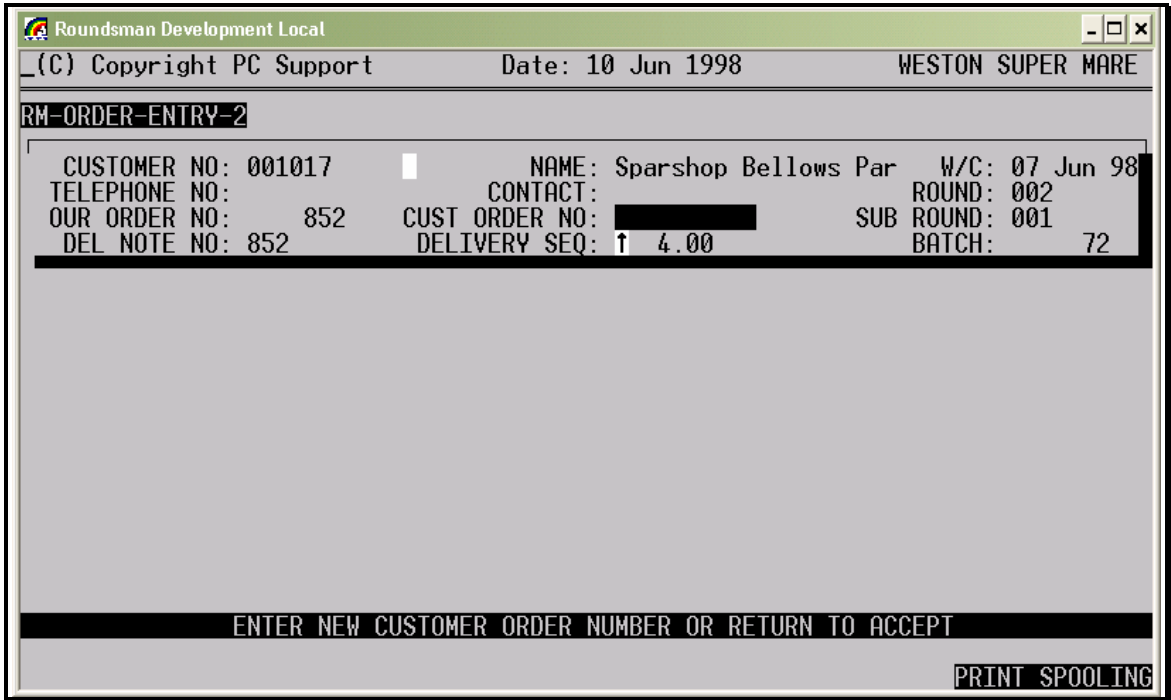 Roundsman Development Local
_(C) Copyright PC Support Date: 10 Jun 1998 WESTON SUPER MARE
RM-ORDER-ENTRY-2
CUSTOMER NO: 001017 NAME: Sparshop Bellows Par W/C: 07 Jun 98
TELEPHONE NO: CONTACT: ROUND: 002
OUR ORDER NO: 852 CUST ORDER NO: SUB ROUND: 001
DEL NOTE NO: 852 DELIVERY SEQ: ↑ 4.00 BATCH: 72
ENTER NEW CUSTOMER ORDER NUMBER OR RETURN TO ACCEPT
PRINT SPOOLING